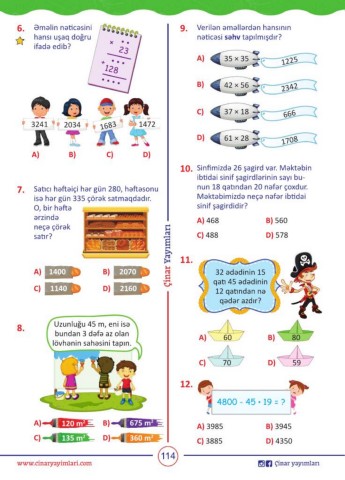 6. Əməlin nəticəsini
hansı uşaq doğru
ifadə edib?
× 23
128
3241 2034 1683 1472
A) B) C) D)
7. Satıcı həftəiçi hər gün 280, həftəsonu
isə hər gün 335 çörək satmaqdadır.
O, bir həftə
ərzində
neçə çörək
satır?
A) 1400 B) 2070
C) 1140 D) 2160
8.
Uzunluğu 45 m, eni isə
bundan 3 dəfə az olan
lövhənin sahəsini tapın.
A) 120 m² B) 675 m²
C) 135 m² D) 360 m²
Çinar Yayımları
9. Verilən əməllərdən hansının
nəticəsi səhv tapılmışdır?
A) 35 × 35 1225
B) 42 × 56 2342
C) 37 × 18 666
D) 61 × 28 1708
10. Sinfimizdə 26 şagird var. Məktəbin
ibtidai sinif şagirdlərinin sayı bu-
nun 18 qatından 20 nəfər çoxdur.
Məktəbimizdə neçə nəfər ibtidai
sinif şagirdidir?
A) 468 B) 560
C) 488 D) 578
11.
32 ədədinin 15
qatı 45 ədədinin
12 qatından nə
qədər azdır?
A) 60 B) 80
C) 70 D) 59
12.
4800 - 45 • 19 = ?
A) 3985 B) 3945
C) 3885 D) 4350
www.cinaryayimlari.com
114
Çinar yayımları